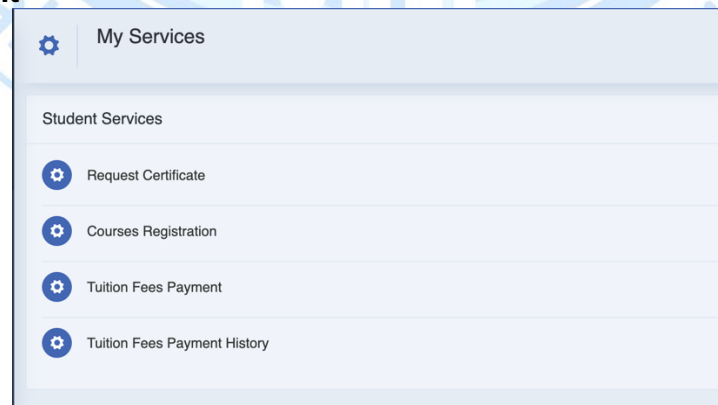 My Services
Student Services
Request Certificate
Courses Registration
Tuition Fees Payment
Tuition Fees Payment History